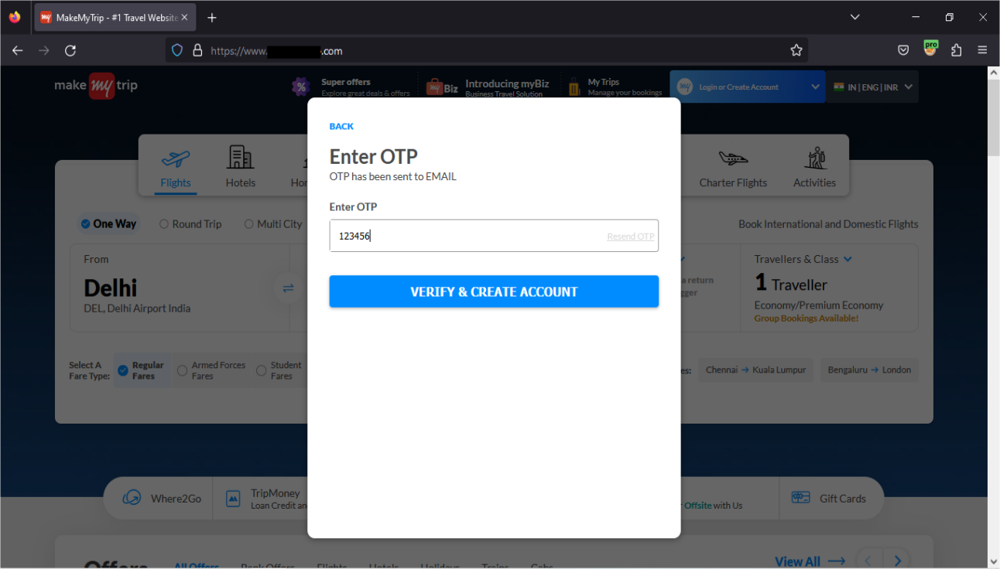 MakeMyTrip - #1 Travel Website
https://www. .com
pro
make my trip
Super offers
Explore great deals & offers
my Biz
Introducing myBiz
Business Travel Solution
My Trips
Manage your bookings
my
Login or Create Account
IN | ENG | INR
BACK
Enter OTP
OTP has been sent to EMAIL
Enter OTP
123456
Resend OTP
VERIFY & CREATE ACCOUNT
Flights
Hotels
Charter Flights
Activities
One Way
Round Trip
Multi City
Book International and Domestic Flights
From
Delhi
DEL, Delhi Airport India
a return
Travellers & Class
1 Traveller
Economy/Premium Economy
Group Bookings Available!
Select A
Fare Type:
Regular
Fares
Armed Forces
Fares
Student
Fares
Chennai → Kuala Lumpur
Bengaluru → London
Where2Go
TripMoney
Loan Credit
Offsite with Us
Gift Cards
Offers
All Offers
Bank Offers
Flights
Hotels
Holidays
Trains
Cabs
View All